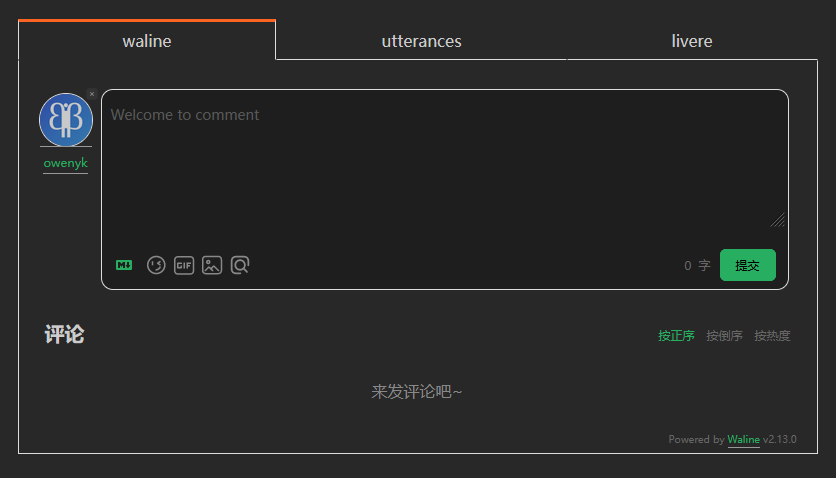 waline utterances livere
×
Welcome to comment
owenyk
M↓ GIF 0 字 提交
评论 按正序 按倒序 按热度
来发评论吧~
Powered by Waline v2.13.0